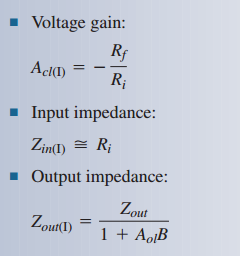 ■ Voltage gain:
A_cl(I) = − R_f / R_i
■ Input impedance:
Z_in(I) ≅ R_i
■ Output impedance:
Z_out(I) = Z_out / (1 + A_ol B)